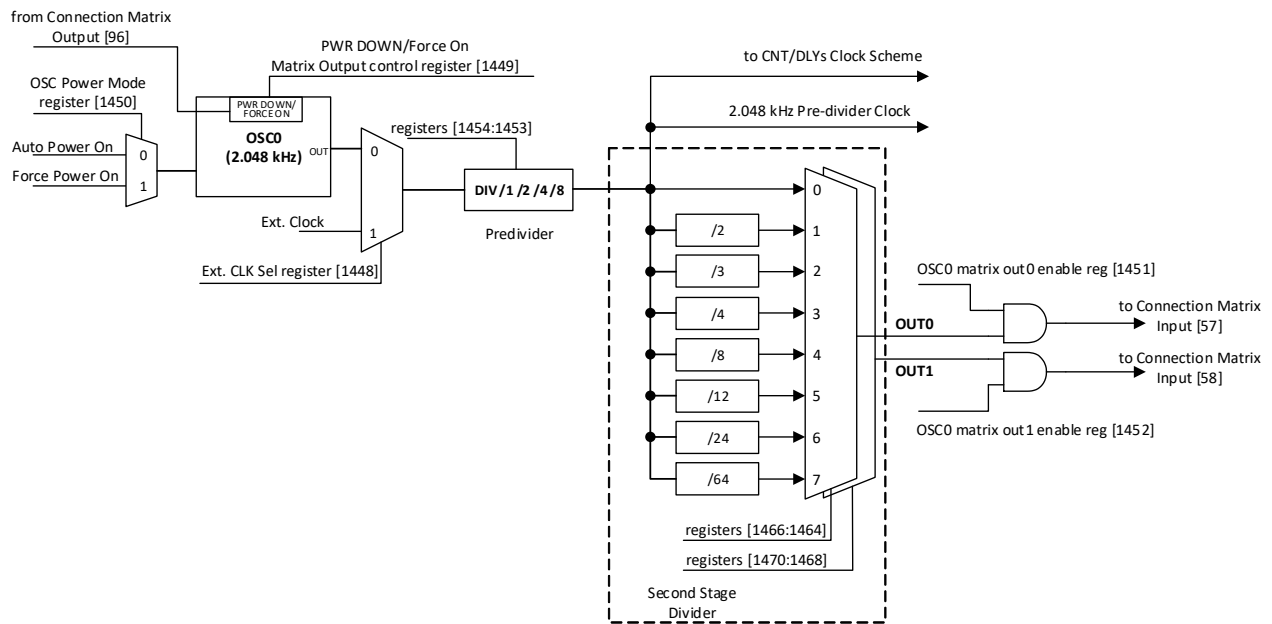 from Connection Matrix
Output [96]
PWR DOWN/Force On
Matrix Output control register [1449]
OSC Power Mode
register [1450]
PWR DOWN/
FORCE ON
Auto Power On
0
Force Power On
1
OSC0
(2.048 kHz)
OUT
0
Ext. Clock
1
Ext. CLK Sel register [1448]
registers [1454:1453]
DIV /1 /2 /4 /8
Predivider
to CNT/DLYs Clock Scheme
2.048 kHz Pre-divider Clock
0
/2
1
/3
2
/4
3
/8
4
/12
5
/24
6
/64
7
registers [1466:1464]
registers [1470:1468]
Second Stage
Divider
OSC0 matrix out0 enable reg [1451]
OUT0
to Connection Matrix
Input [57]
OUT1
to Connection Matrix
Input [58]
OSC0 matrix out1 enable reg [1452]